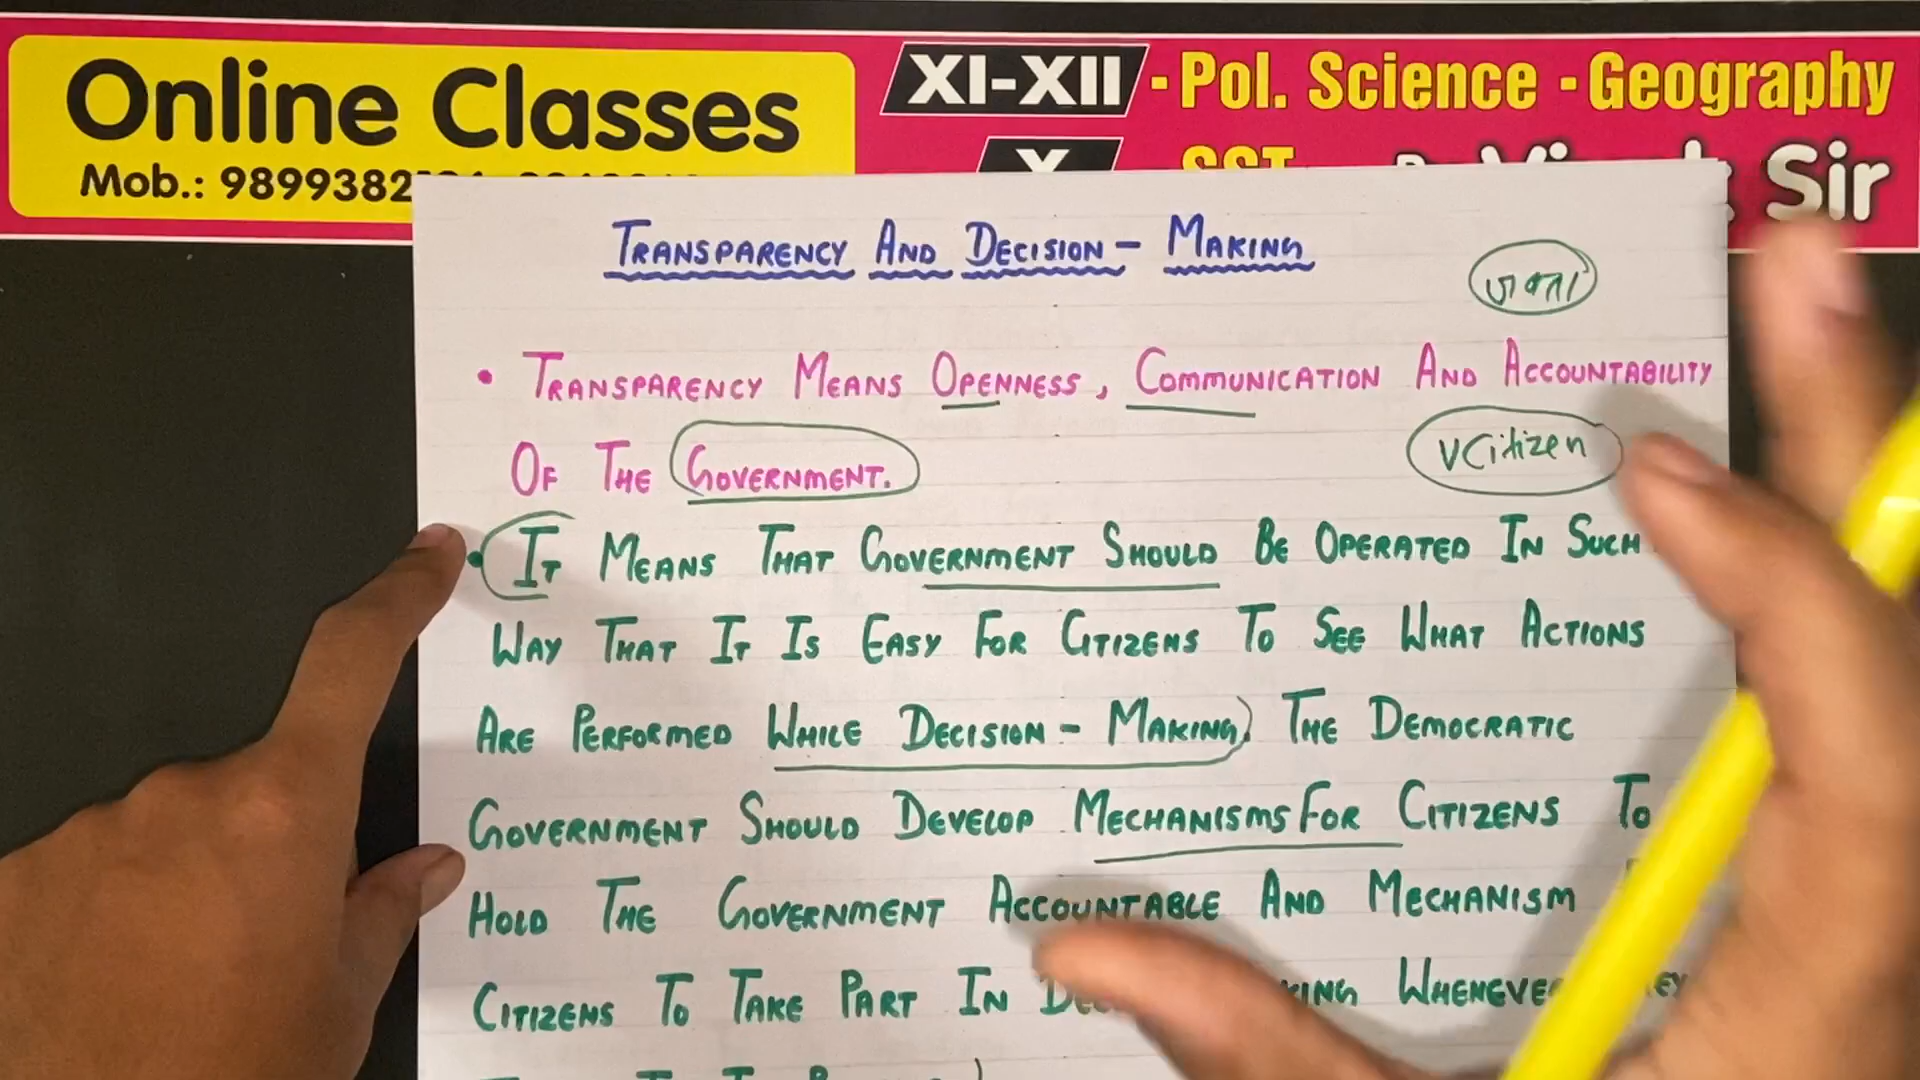 Online Classes
XI-XII - Pol. Science - Geography
Mob.: 9899382
X SST Sir
TRANSPARENCY AND DECISION - MAKING
• TRANSPARENCY MEANS OPENNESS, COMMUNICATION AND ACCOUNTABILITY
OF THE GOVERNMENT.
VCitizen
• IT MEANS THAT GOVERNMENT SHOULD BE OPERATED IN SUCH
WAY THAT IT IS EASY FOR CITIZENS TO SEE WHAT ACTIONS
ARE PERFORMED WHILE DECISION - MAKING) THE DEMOCRATIC
GOVERNMENT SHOULD DEVELOP MECHANISMS FOR CITIZENS TO
HOLD THE GOVERNMENT ACCOUNTABLE AND MECHANISM
CITIZENS TO TAKE PART IN WHENEVER